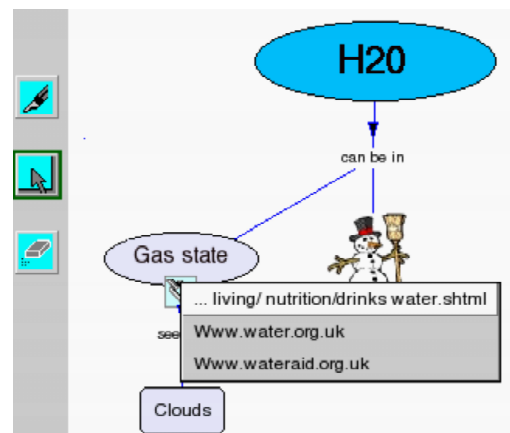 H20
can be in
Gas state
... living/ nutrition/drinks water.shtml
Www.water.org.uk
Www.wateraid.org.uk
see
Clouds